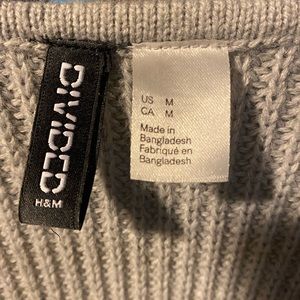 DIVIDED
H&M
US M
CA M
Made in
Bangladesh
Fabriqué en
Bangladesh